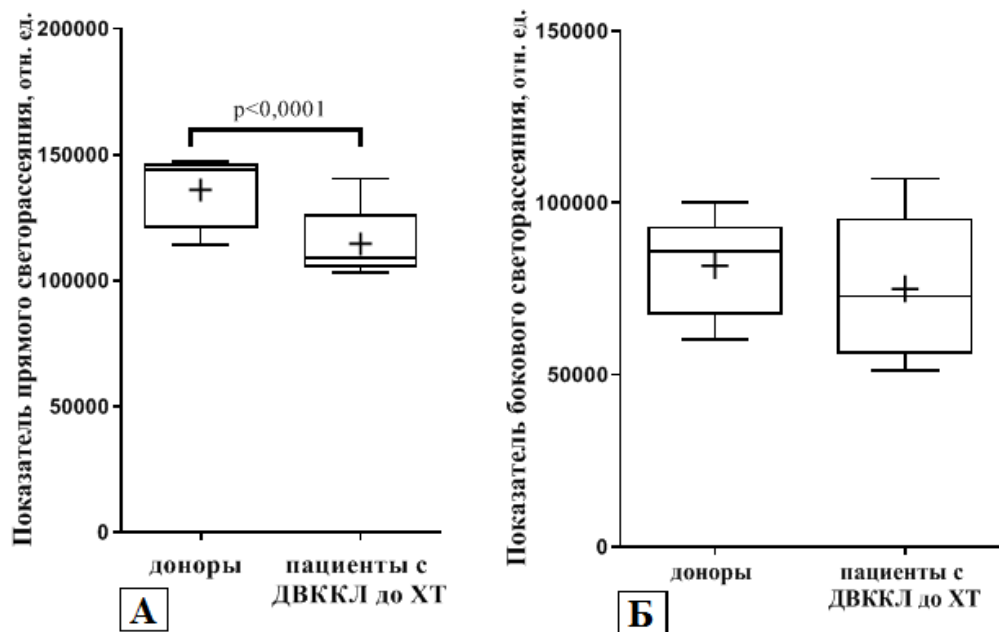 Показатель прямого светорассеяния, отн. ед.
200000
150000
100000
50000
0
p<0,0001
доноры
пациенты с
ДВККЛ до ХТ
А
Показатель бокового светорассеяния, отн. ед.
150000
100000
50000
0
доноры
пациенты с
ДВККЛ до ХТ
Б